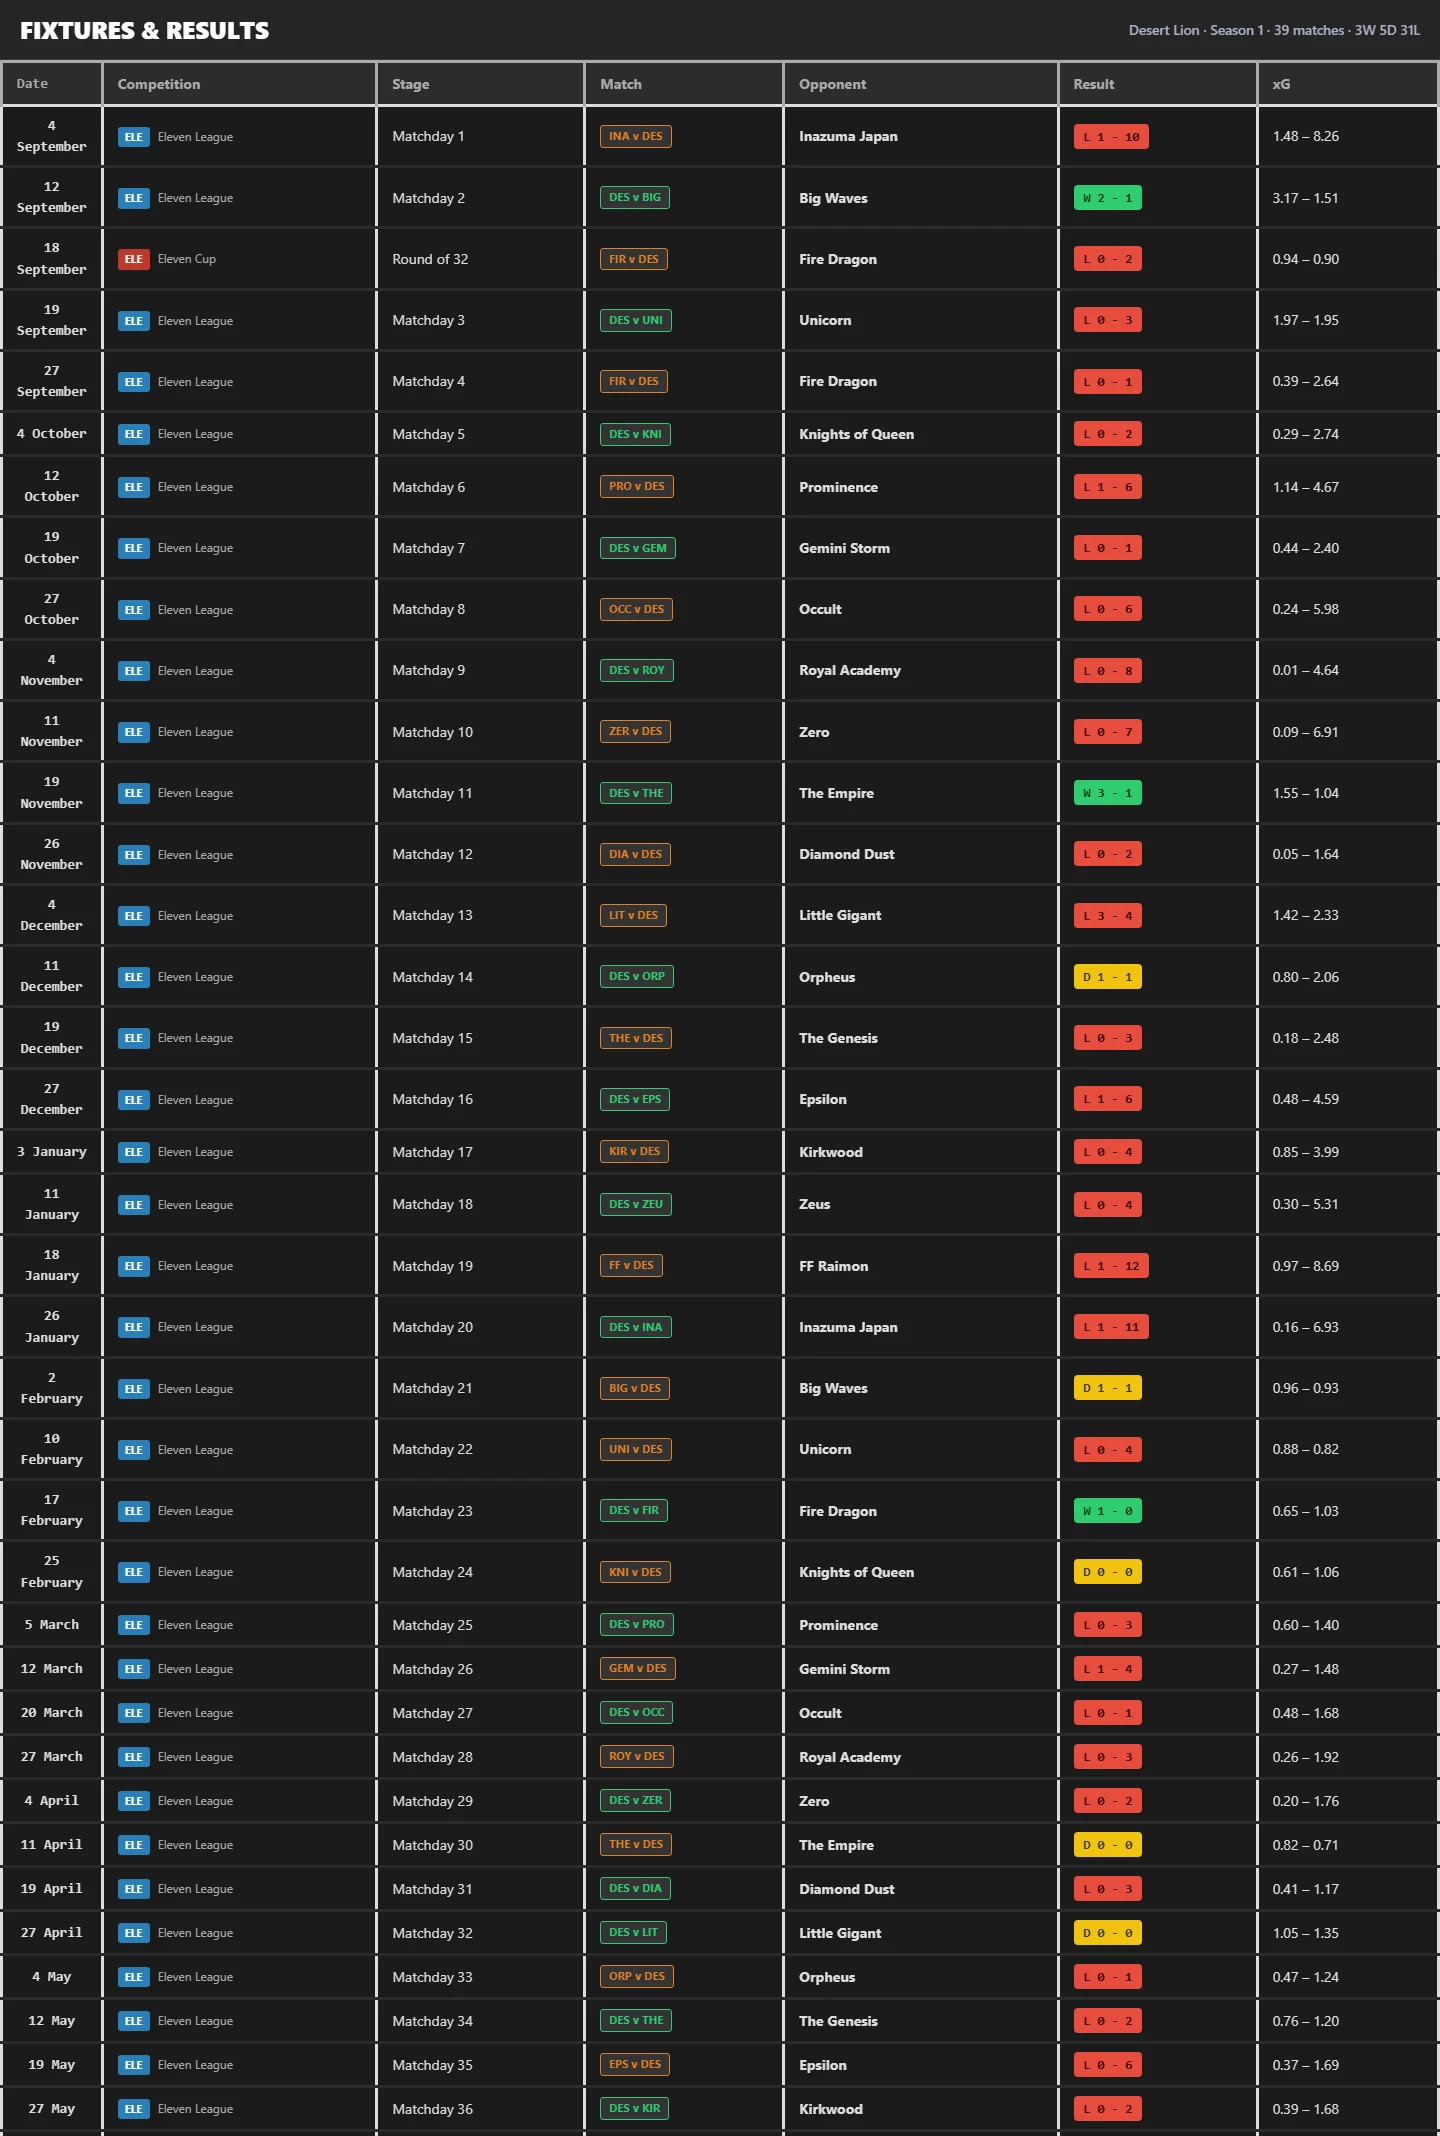 FIXTURES & RESULTS
Desert Lion · Season 1 · 39 matches · 3W 5D 31L
Date Competition Stage Match Opponent Result xG
4 September ELE Eleven League Matchday 1 INA v DES Inazuma Japan L 1 - 10 1.48 – 8.26
12 September ELE Eleven League Matchday 2 DES v BIG Big Waves W 2 - 1 3.17 – 1.51
18 September ELE Eleven Cup Round of 32 FIR v DES Fire Dragon L 0 - 2 0.94 – 0.90
19 September ELE Eleven League Matchday 3 DES v UNI Unicorn L 0 - 3 1.97 – 1.95
27 September ELE Eleven League Matchday 4 FIR v DES Fire Dragon L 0 - 1 0.39 – 2.64
4 October ELE Eleven League Matchday 5 DES v KNI Knights of Queen L 0 - 2 0.29 – 2.74
12 October ELE Eleven League Matchday 6 PRO v DES Prominence L 1 - 6 1.14 – 4.67
19 October ELE Eleven League Matchday 7 DES v GEM Gemini Storm L 0 - 1 0.44 – 2.40
27 October ELE Eleven League Matchday 8 OCC v DES Occult L 0 - 6 0.24 – 5.98
4 November ELE Eleven League Matchday 9 DES v ROY Royal Academy L 0 - 8 0.01 – 4.64
11 November ELE Eleven League Matchday 10 ZER v DES Zero L 0 - 7 0.09 – 6.91
19 November ELE Eleven League Matchday 11 DES v THE The Empire W 3 - 1 1.55 – 1.04
26 November ELE Eleven League Matchday 12 DIA v DES Diamond Dust L 0 - 2 0.05 – 1.64
4 December ELE Eleven League Matchday 13 LIT v DES Little Gigant L 3 - 4 1.42 – 2.33
11 December ELE Eleven League Matchday 14 DES v ORP Orpheus D 1 - 1 0.80 – 2.06
19 December ELE Eleven League Matchday 15 THE v DES The Genesis L 0 - 3 0.18 – 2.48
27 December ELE Eleven League Matchday 16 DES v EPS Epsilon L 1 - 6 0.48 – 4.59
3 January ELE Eleven League Matchday 17 KIR v DES Kirkwood L 0 - 4 0.85 – 3.99
11 January ELE Eleven League Matchday 18 DES v ZEU Zeus L 0 - 4 0.30 – 5.31
18 January ELE Eleven League Matchday 19 FF v DES FF Raimon L 1 - 12 0.97 – 8.69
26 January ELE Eleven League Matchday 20 DES v INA Inazuma Japan L 1 - 11 0.16 – 6.93
2 February ELE Eleven League Matchday 21 BIG v DES Big Waves D 1 - 1 0.96 – 0.93
10 February ELE Eleven League Matchday 22 UNI v DES Unicorn L 0 - 4 0.88 – 0.82
17 February ELE Eleven League Matchday 23 DES v FIR Fire Dragon W 1 - 0 0.65 – 1.03
25 February ELE Eleven League Matchday 24 KNI v DES Knights of Queen D 0 - 0 0.61 – 1.06
5 March ELE Eleven League Matchday 25 DES v PRO Prominence L 0 - 3 0.60 – 1.40
12 March ELE Eleven League Matchday 26 GEM v DES Gemini Storm L 1 - 4 0.27 – 1.48
20 March ELE Eleven League Matchday 27 DES v OCC Occult L 0 - 1 0.48 – 1.68
27 March ELE Eleven League Matchday 28 ROY v DES Royal Academy L 0 - 3 0.26 – 1.92
4 April ELE Eleven League Matchday 29 DES v ZER Zero L 0 - 2 0.20 – 1.76
11 April ELE Eleven League Matchday 30 THE v DES The Empire D 0 - 0 0.82 – 0.71
19 April ELE Eleven League Matchday 31 DES v DIA Diamond Dust L 0 - 3 0.41 – 1.17
27 April ELE Eleven League Matchday 32 DES v LIT Little Gigant D 0 - 0 1.05 – 1.35
4 May ELE Eleven League Matchday 33 ORP v DES Orpheus L 0 - 1 0.47 – 1.24
12 May ELE Eleven League Matchday 34 DES v THE The Genesis L 0 - 2 0.76 – 1.20
19 May ELE Eleven League Matchday 35 EPS v DES Epsilon L 0 - 6 0.37 – 1.69
27 May ELE Eleven League Matchday 36 DES v KIR Kirkwood L 0 - 2 0.39 – 1.68